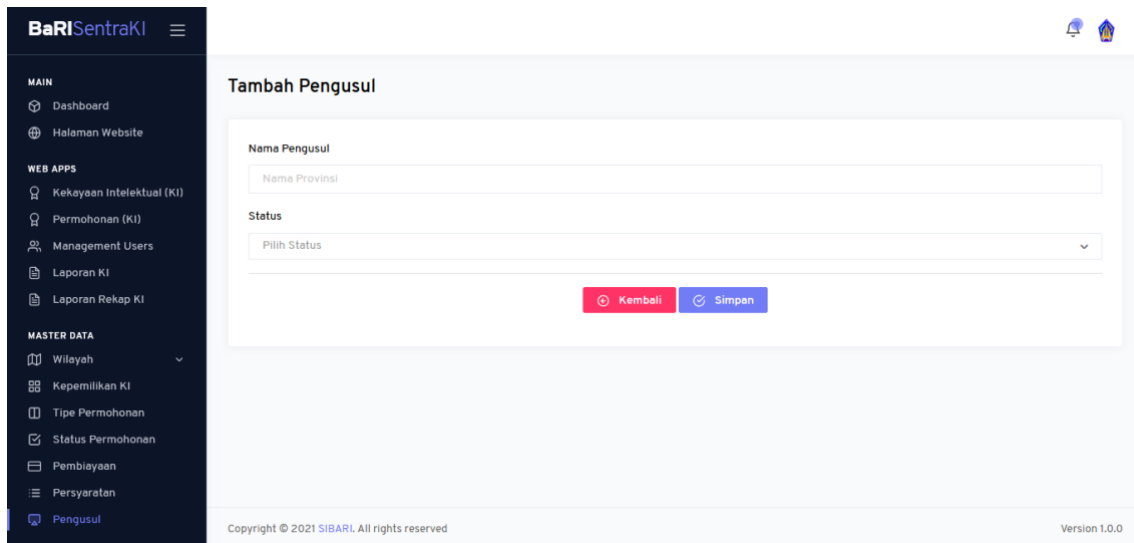 BaRISentraKI
MAIN
Dashboard
Halaman Website
WEB APPS
Kekayaan Intelektual (KI)
Permohonan (KI)
Management Users
Laporan KI
Laporan Rekap KI
MASTER DATA
Wilayah
Kepemilikan KI
Tipe Permohonan
Status Permohonan
Pembiayaan
Persyaratan
Pengusul
Tambah Pengusul
Nama Pengusul
Nama Provinsi
Status
Pilih Status
Kembali Simpan
Copyright © 2021 SIBARI. All rights reserved Version 1.0.0